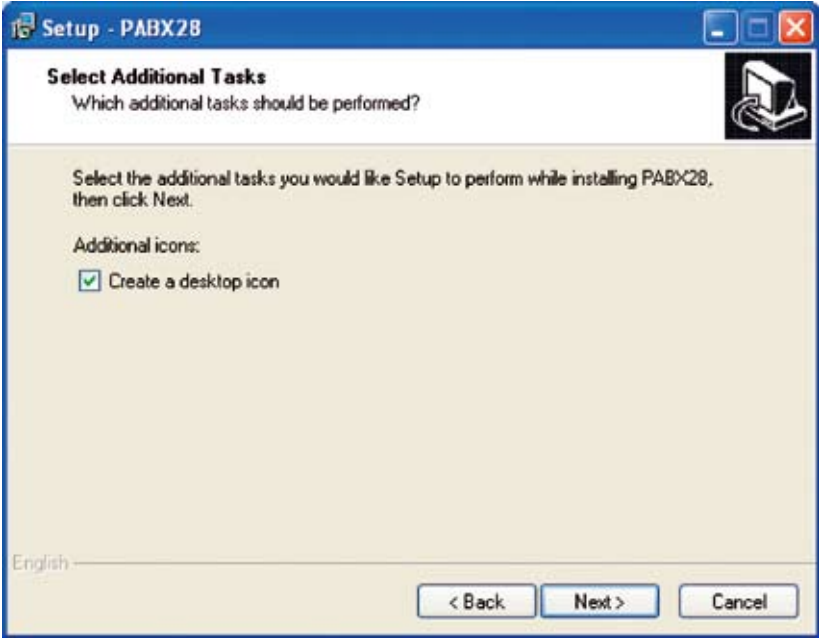 Setup - PABX28
Select Additional Tasks
Which additional tasks should be performed?
Select the additional tasks you would like Setup to perform while installing PABX28,
then click Next.
Additional icons:
Create a desktop icon
English
< Back
Next >
Cancel